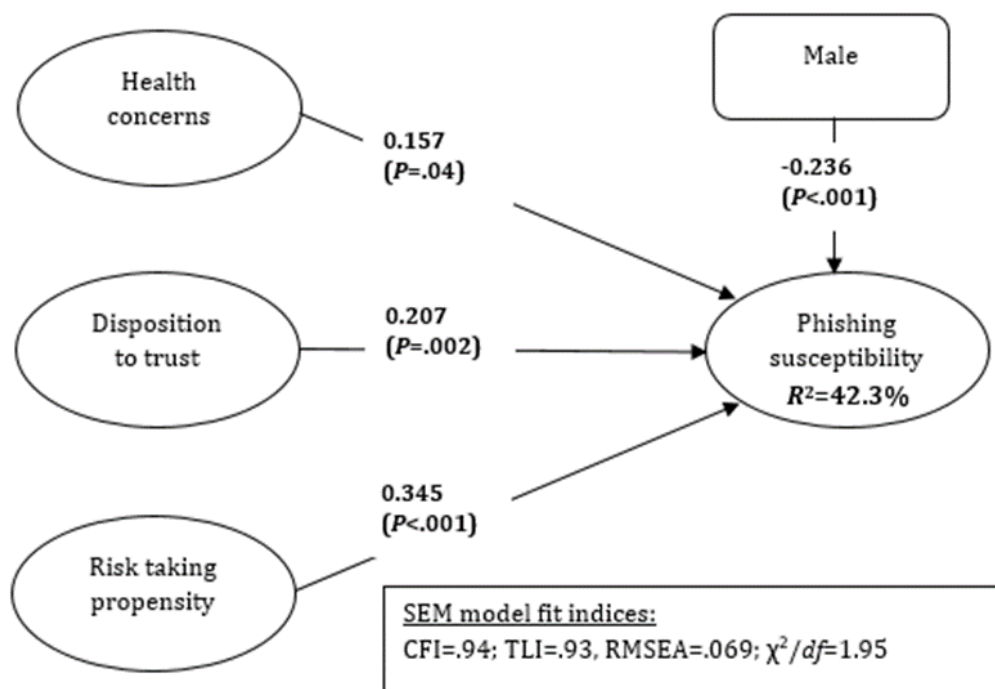 Health
concerns
0.157
(P=.04)
Male
-0.236
(P<.001)
Disposition
to trust
0.207
(P=.002)
Phishing
susceptibility
R²=42.3%
0.345
(P<.001)
Risk taking
propensity
SEM model fit indices:
CFI=.94; TLI=.93, RMSEA=.069; χ²/df=1.95